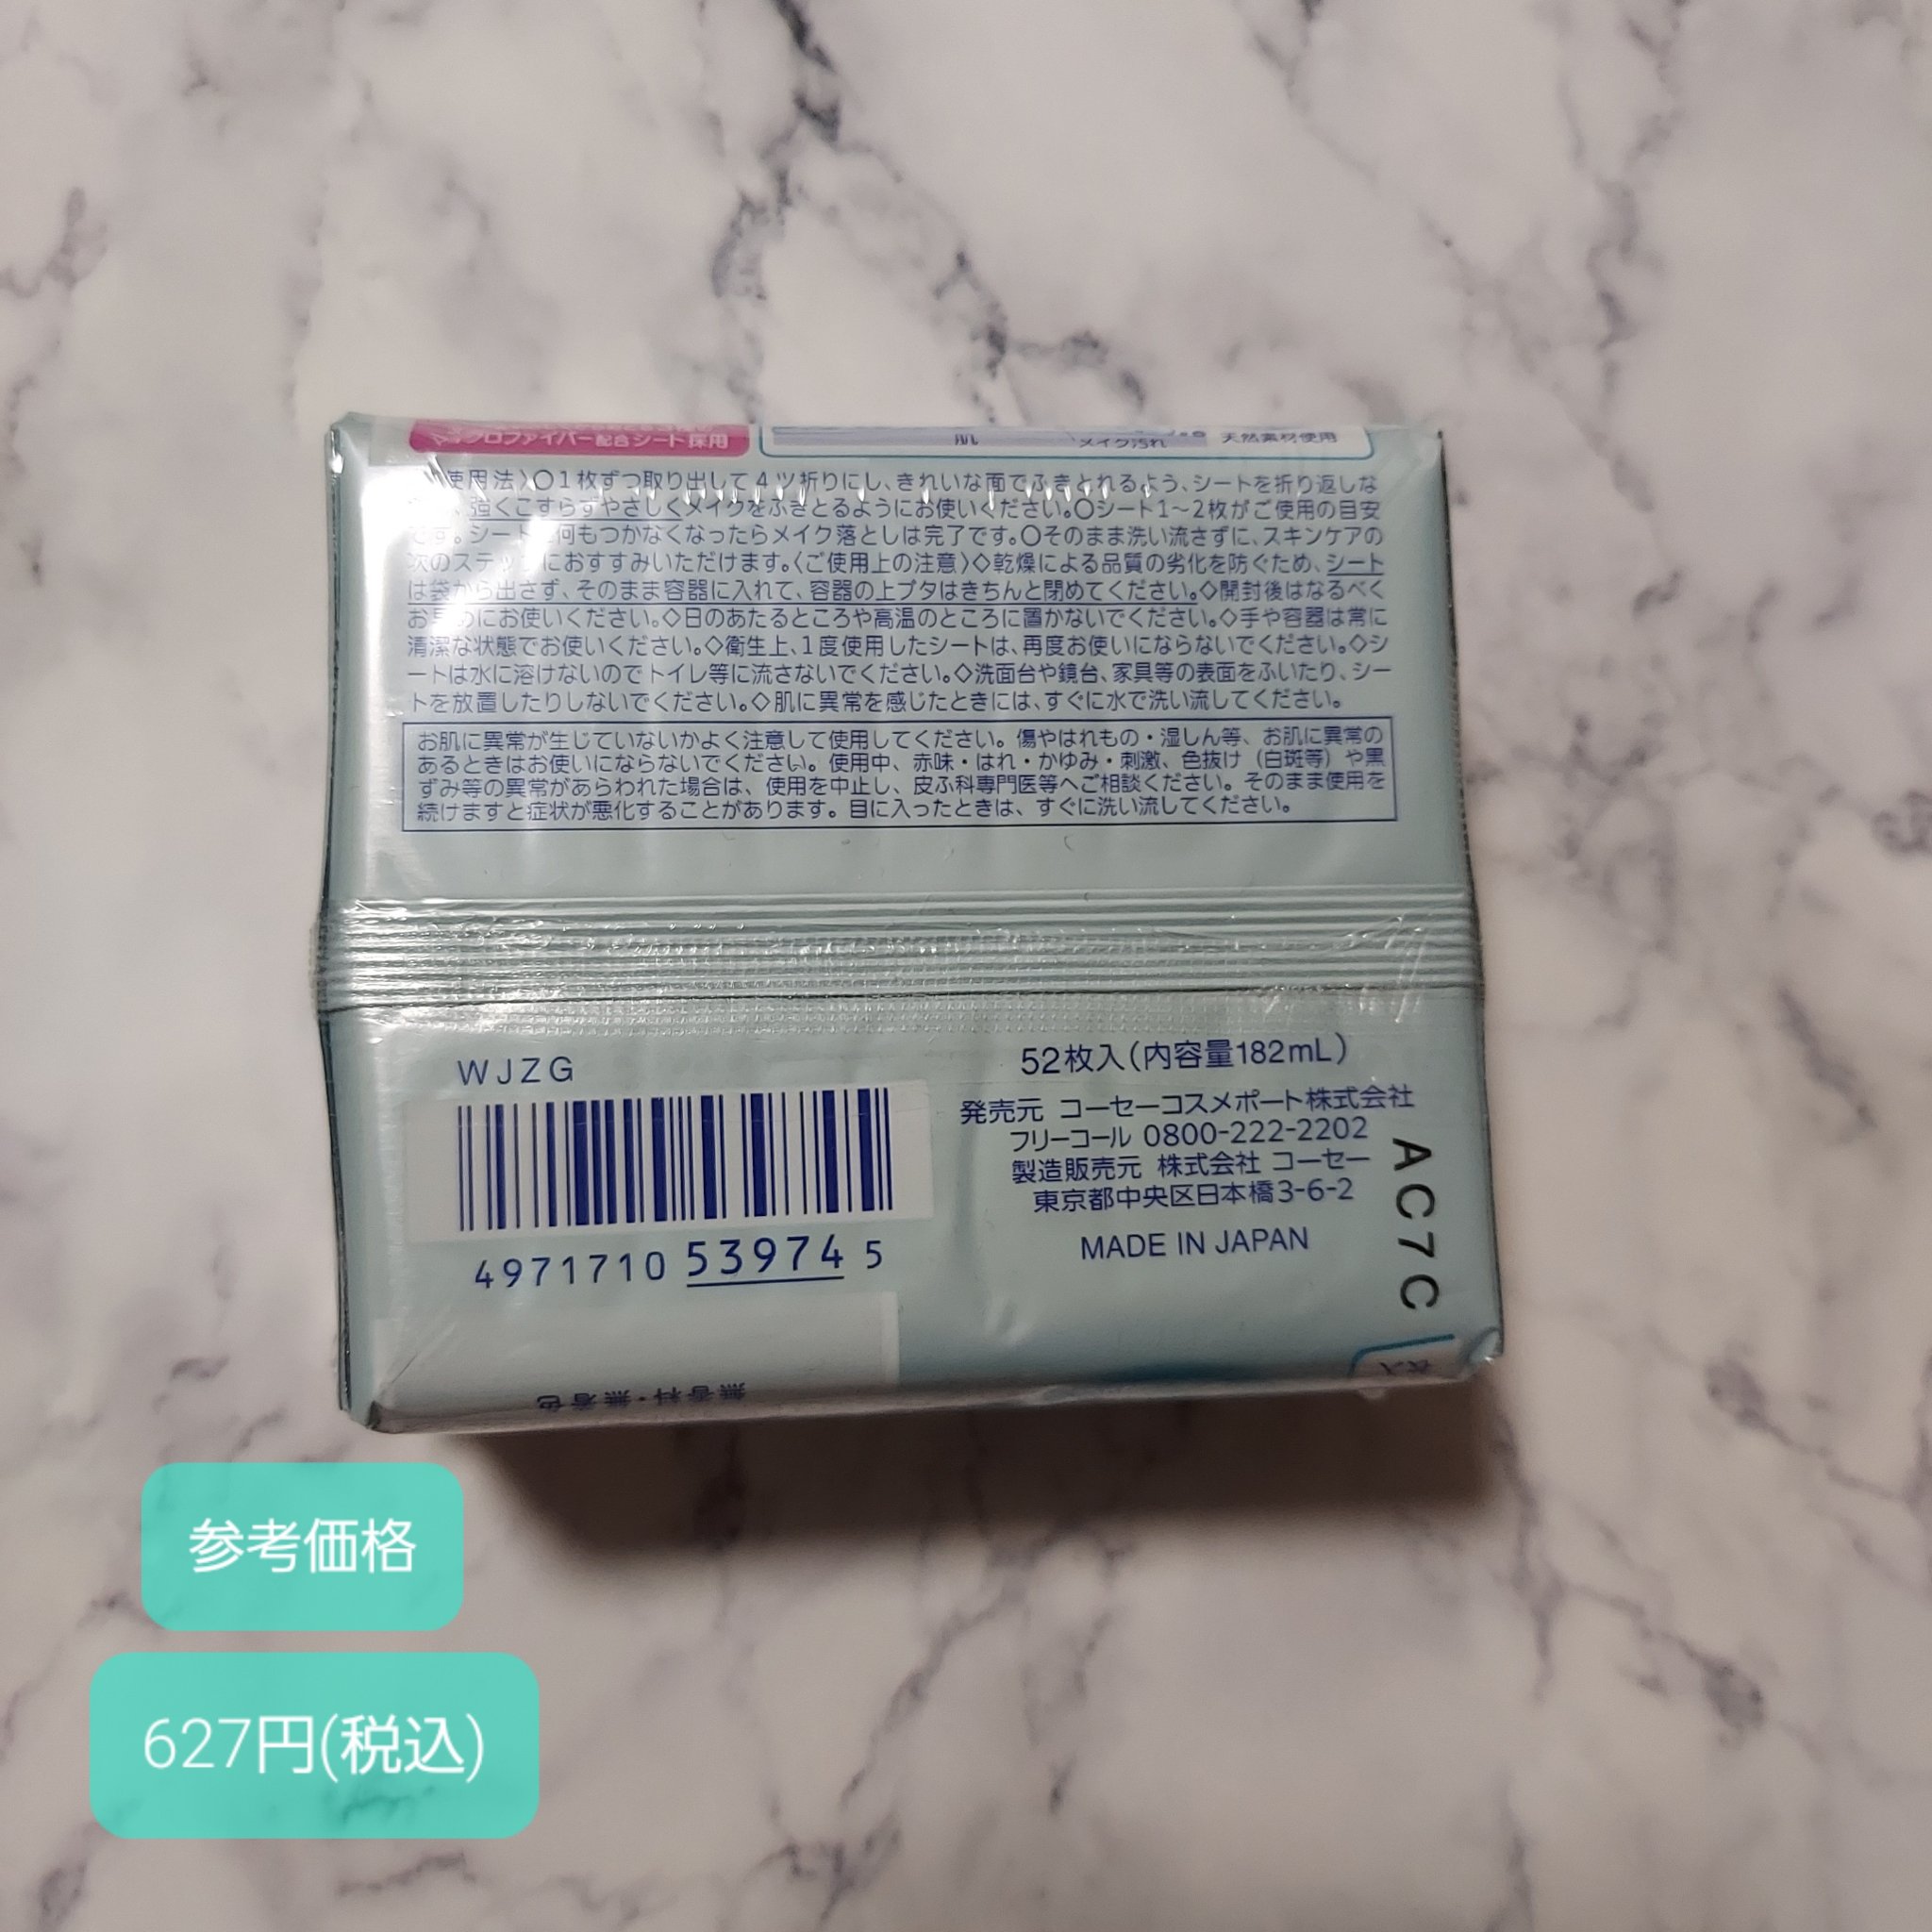 クロファイバー配合シート採用
肌
メイク汚れ
天然素材使用
使用法〉〇1枚ずつ取り出して4ツ折りにし、きれいな面でふきとれるよう、シートを折り返しな
強くこすらずやさしくメイクをふきとるようにお使いください。〇シート1〜2枚がご使用の目安
です。シートに何もつかなくなったらメイク落としは完了です。〇そのまま洗い流さずに、スキンケアの
次のステップにおすすみいただけます。〈ご使用上の注意〉◇乾燥による品質の劣化を防ぐため、シート
は袋から出さず、そのまま容器に入れて、容器の上ブタはきちんと閉めてください。◇開封後はなるべく
お早めにお使いください。◇日のあたるところや高温のところに置かないでください。◇手や容器は常に
清潔な状態でお使いください。◇衛生上、1度使用したシートは、再度お使いにならないでください。◇シ
ートは水に溶けないのでトイレ等に流さないでください。◇洗面台や鏡台、家具等の表面をふいたり、シー
トを放置したりしないでください。◇肌に異常を感じたときには、すぐに水で洗い流してください。
お肌に異常が生じていないかよく注意して使用してください。傷やはれもの・湿しん等、お肌に異常の
あるときはお使いにならないでください。使用中、赤味・はれ・かゆみ・刺激、色抜け（白斑等）や黒
ずみ等の異常があらわれた場合は、使用を中止し、皮ふ科専門医等へご相談ください。そのまま使用を
続けますと症状が悪化することがあります。目に入ったときは、すぐに洗い流してください。
WJZG
4971710 53974 5
52枚入（内容量182mL）
発売元 コーセーコスメポート株式会社
フリーコール 0800-222-2202
製造販売元 株式会社 コーセー
東京都中央区日本橋3-6-2
MADE IN JAPAN
AC7C
無香料・無着色
枚入
参考価格
627円(税込)